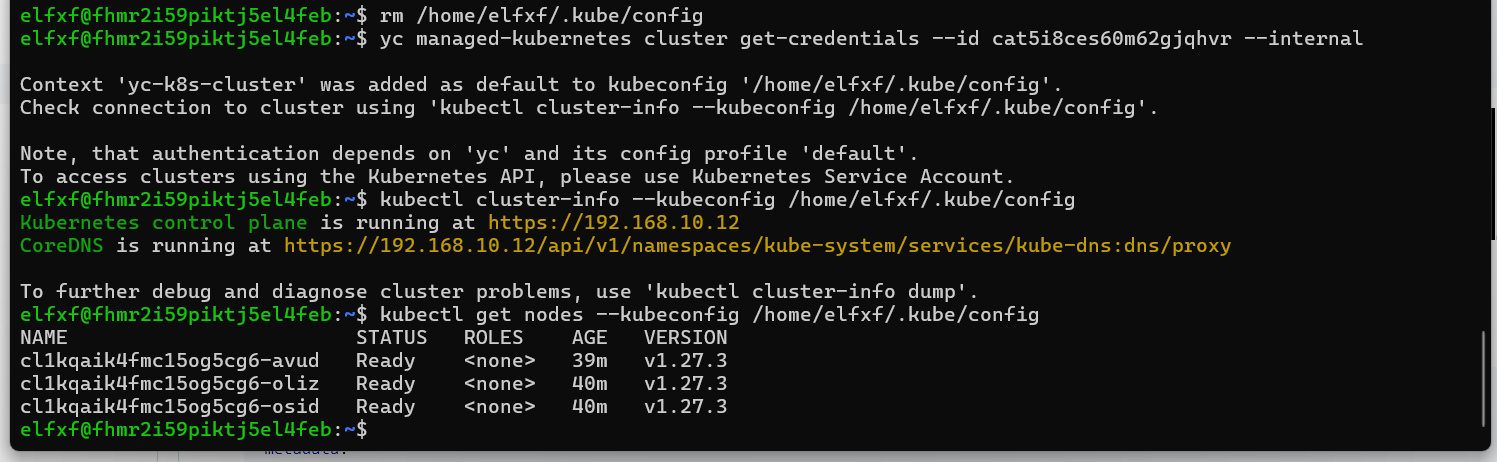 elfxf@fhmr2i59piktj5el4feb:~$ rm /home/elfxf/.kube/config
elfxf@fhmr2i59piktj5el4feb:~$ yc managed-kubernetes cluster get-credentials --id cat5i8ces60m62gjqhvr --internal
Context 'yc-k8s-cluster' was added as default to kubeconfig '/home/elfxf/.kube/config'.
Check connection to cluster using 'kubectl cluster-info --kubeconfig /home/elfxf/.kube/config'.
Note, that authentication depends on 'yc' and its config profile 'default'.
To access clusters using the Kubernetes API, please use Kubernetes Service Account.
elfxf@fhmr2i59piktj5el4feb:~$ kubectl cluster-info --kubeconfig /home/elfxf/.kube/config
Kubernetes control plane is running at https://192.168.10.12
CoreDNS is running at https://192.168.10.12/api/v1/namespaces/kube-system/services/kube-dns:dns/proxy
To further debug and diagnose cluster problems, use 'kubectl cluster-info dump'.
elfxf@fhmr2i59piktj5el4feb:~$ kubectl get nodes --kubeconfig /home/elfxf/.kube/config
NAME STATUS ROLES AGE VERSION
cl1kqaik4fmc15og5cg6-avud Ready <none> 39m v1.27.3
cl1kqaik4fmc15og5cg6-oliz Ready <none> 40m v1.27.3
cl1kqaik4fmc15og5cg6-osid Ready <none> 40m v1.27.3
elfxf@fhmr2i59piktj5el4feb:~$
metadata: